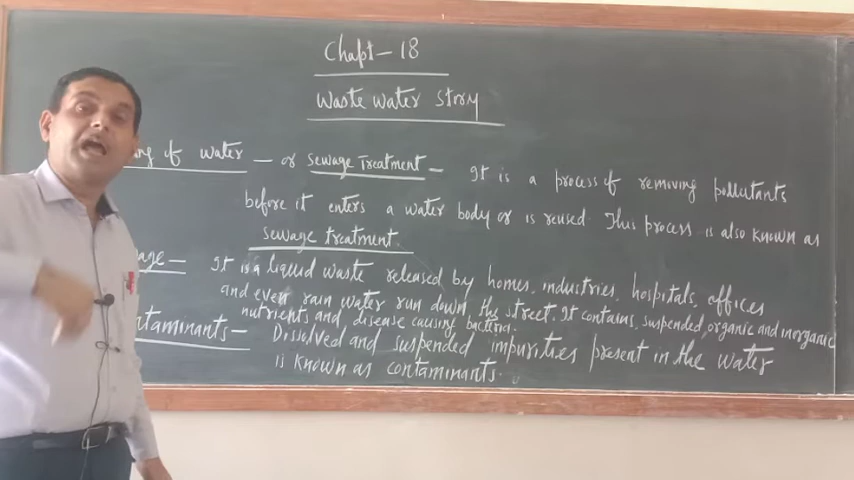 Chapt - 18
Waste water story
ng of water - or sewage Treatment - It is a process of removing pollutants
before it enters a water body or is reused. This process is also known as
sewage treatment.
age - It is a liquid waste released by homes, industries, hospitals, offices
and even rain water run down the street. It contains, suspended, organic and inorganic
nutrients and disease causing bacteria.
ntaminants - Dissolved and suspended impurities present in the water
is known as contaminants.